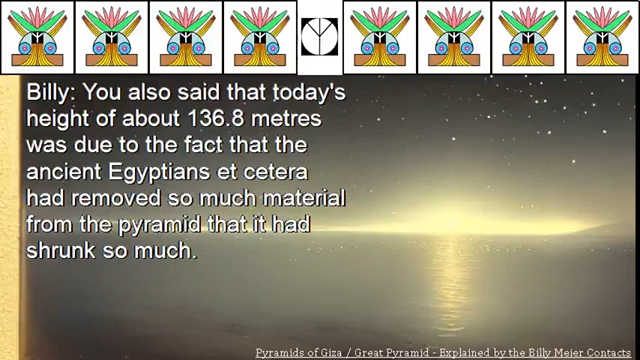 Billy: You also said that today's
height of about 136.8 metres
was due to the fact that the
ancient Egyptians et cetera
had removed so much material
from the pyramid that it had
shrunk so much.
Pyramids of Giza / Great Pyramid - Explained by the Billy Meier Contacts